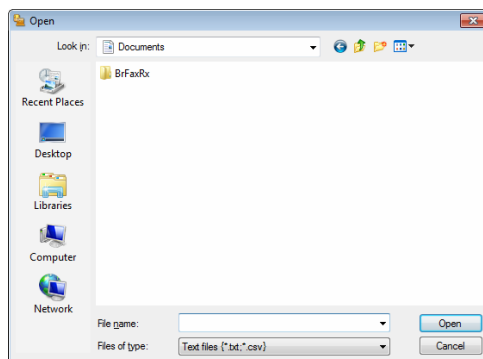 Open
Look in:
Documents
BrFaxRx
Recent Places
Desktop
Libraries
Computer
Network
File name:
Open
Files of type:
Text files {*.txt;*.csv}
Cancel